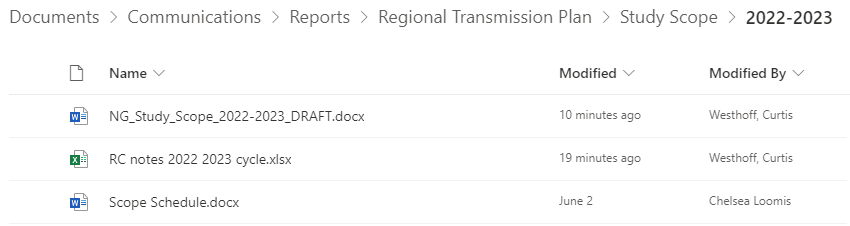 Documents > Communications > Reports > Regional Transmission Plan > Study Scope > 2022-2023
Name Modified Modified By
NG_Study_Scope_2022-2023_DRAFT.docx 10 minutes ago Westhoff, Curtis
RC notes 2022 2023 cycle.xlsx 19 minutes ago Westhoff, Curtis
Scope Schedule.docx June 2 Chelsea Loomis